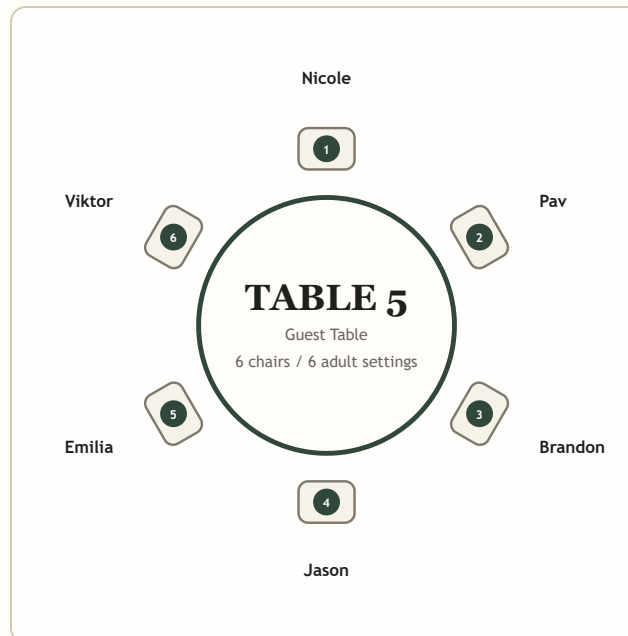 Nicole
1
Viktor
Pav
6
2
TABLE 5
Guest Table
6 chairs / 6 adult settings
5
3
Emilia
Brandon
4
Jason